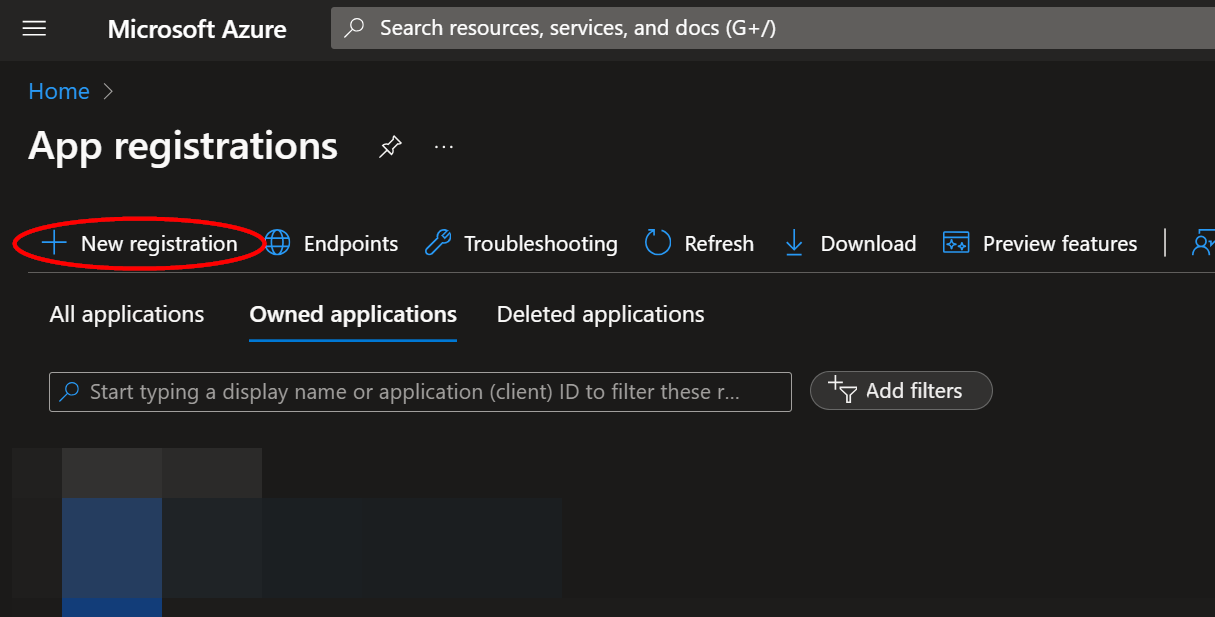 Microsoft Azure
Search resources, services, and docs (G+/)
Home
App registrations
New registration
Endpoints
Troubleshooting
Refresh
Download
Preview features
All applications
Owned applications
Deleted applications
Start typing a display name or application (client) ID to filter these r...
Add filters